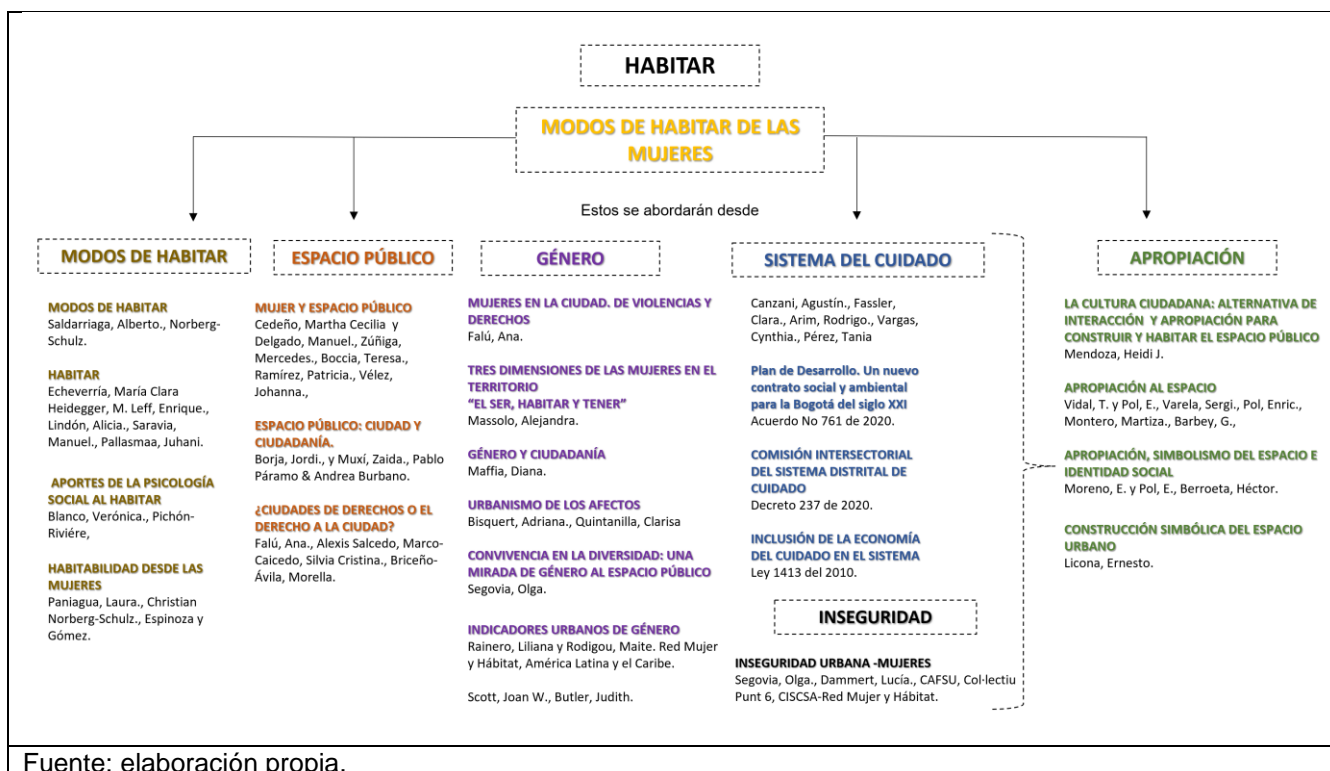 HABITAR
MODOS DE HABITAR DE LAS
MUJERES
Estos se abordarán desde
MODOS DE HABITAR
MODOS DE HABITAR
Saldarriaga, Alberto., Norberg-
Schulz.
HABITAR
Echeverría, María Clara
Heidegger, M. Leff, Enrique.,
Lindón, Alicia., Saravia,
Manuel., Pallasmaa, Juhani.
APORTES DE LA PSICOLOGÍA
SOCIAL AL HABITAR
Blanco, Verónica., Pichón-
Riviére,
HABITABILIDAD DESDE LAS
MUJERES
Paniagua, Laura., Christian
Norberg-Schulz., Espinoza y
Gómez.
ESPACIO PÚBLICO
MUJER Y ESPACIO PÚBLICO
Cedeño, Martha Cecilia y
Delgado, Manuel., Zúñiga,
Mercedes., Boccia, Teresa.,
Ramírez, Patricia., Vélez,
Johanna.,
ESPACIO PÚBLICO: CIUDAD Y
CIUDADANÍA.
Borja, Jordi., y Muxí, Zaida., Pablo
Páramo & Andrea Burbano.
¿CIUDADES DE DERECHOS O EL
DERECHO A LA CIUDAD?
Falú, Ana., Alexis Salcedo, Marco-
Caicedo, Silvia Cristina., Briceño-
Ávila, Morella.
GÉNERO
MUJERES EN LA CIUDAD. DE VIOLENCIAS Y
DERECHOS
Falú, Ana.
TRES DIMENSIONES DE LAS MUJERES EN EL
TERRITORIO
“EL SER, HABITAR Y TENER”
Massolo, Alejandra.
GÉNERO Y CIUDADANÍA
Maffia, Diana.
URBANISMO DE LOS AFECTOS
Bisquert, Adriana., Quintanilla, Clarisa
CONVIVENCIA EN LA DIVERSIDAD: UNA
MIRADA DE GÉNERO AL ESPACIO PÚBLICO
Segovia, Olga.
INDICADORES URBANOS DE GÉNERO
Rainero, Liliana y Rodigou, Maite. Red Mujer
y Hábitat, América Latina y el Caribe.
Scott, Joan W., Butler, Judith.
SISTEMA DEL CUIDADO
Canzani, Agustín., Fassler,
Clara., Arim, Rodrigo., Vargas,
Cynthia., Pérez, Tania
Plan de Desarrollo. Un nuevo
contrato social y ambiental
para la Bogotá del siglo XXI
Acuerdo No 761 de 2020.
COMISIÓN INTERSECTORIAL
DEL SISTEMA DISTRITAL DE
CUIDADO
Decreto 237 de 2020.
INCLUSIÓN DE LA ECONOMÍA
DEL CUIDADO EN EL SISTEMA
Ley 1413 del 2010.
INSEGURIDAD
INSEGURIDAD URBANA -MUJERES
Segovia, Olga., Dammert, Lucía., CAFSU, Col·lectiu
Punt 6, CISCSA-Red Mujer y Hábitat.
APROPIACIÓN
LA CULTURA CIUDADANA: ALTERNATIVA DE
INTERACCIÓN Y APROPIACIÓN PARA
CONSTRUIR Y HABITAR EL ESPACIO PÚBLICO
Mendoza, Heidi J.
APROPIACIÓN AL ESPACIO
Vidal, T. y Pol, E., Varela, Sergi., Pol, Enric.,
Montero, Martiza., Barbey, G.,
APROPIACIÓN, SIMBOLISMO DEL ESPACIO E
IDENTIDAD SOCIAL
Moreno, E. y Pol, E., Berroeta, Héctor.
CONSTRUCCIÓN SIMBÓLICA DEL ESPACIO
URBANO
Licona, Ernesto.
Fuente: elaboración propia.